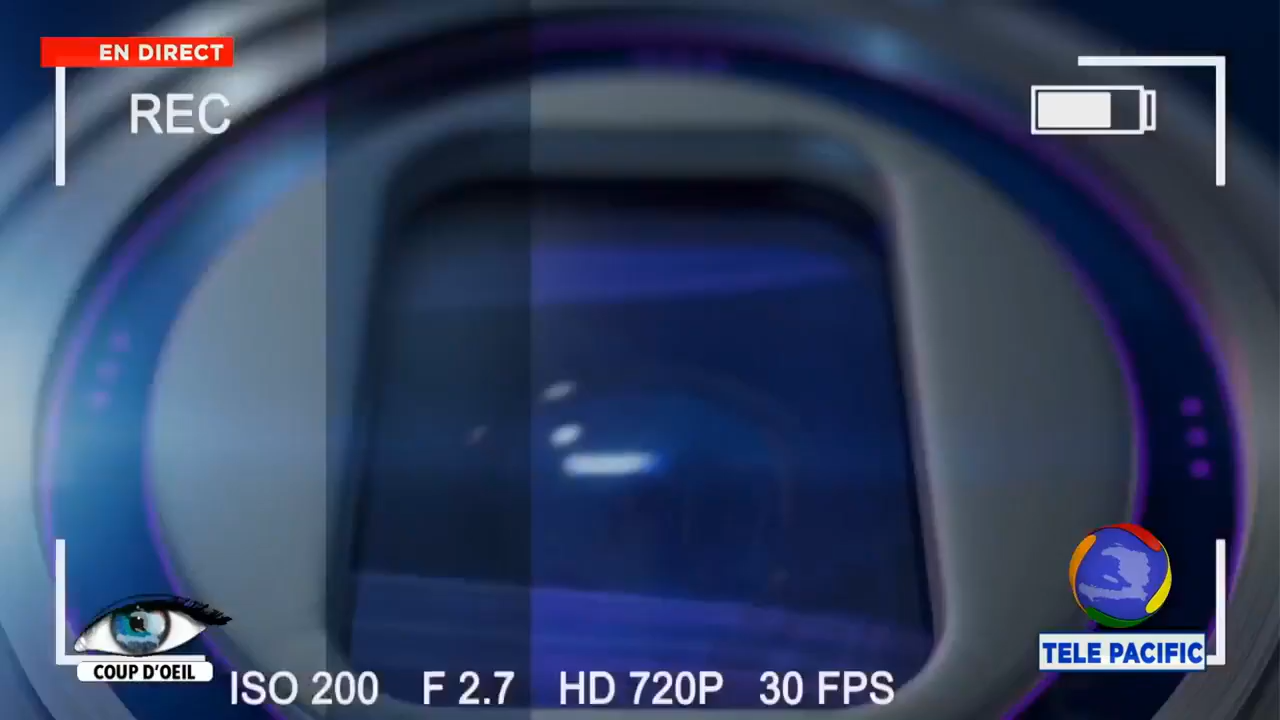 EN DIRECT
REC
COUP D'OEIL
TELE PACIFIC
ISO 200 F 2.7 HD 720P 30 FPS